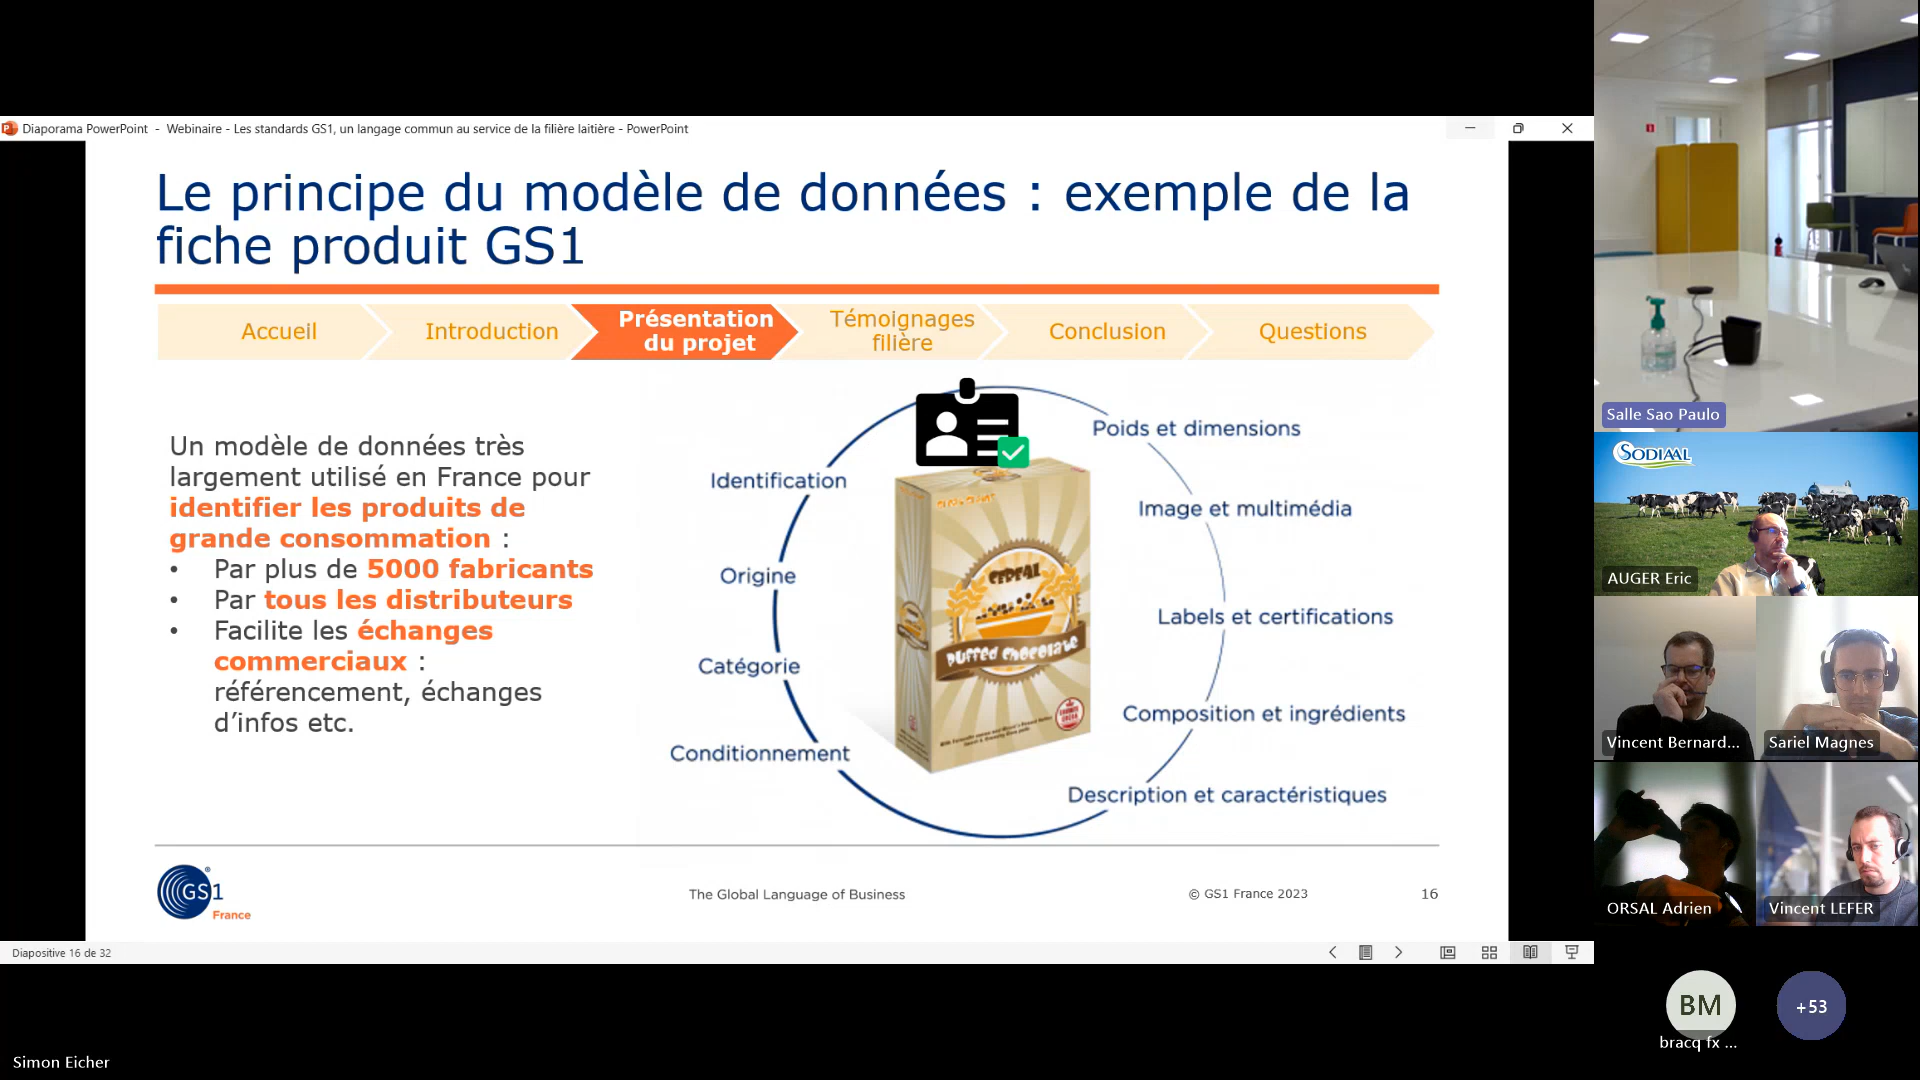 Diaporama PowerPoint - Webinaire - Les standards GS1, un langage commun au service de la filière laitière - PowerPoint
Le principe du modèle de données : exemple de la
fiche produit GS1
Accueil
Introduction
Présentation
du projet
Témoignages
filière
Conclusion
Questions
Un modèle de données très
largement utilisé en France pour
identifier les produits de
grande consommation :
• Par plus de 5000 fabricants
• Par tous les distributeurs
• Facilite les échanges
commerciaux :
référencement, échanges
d’infos etc.
Identification
Origine
Catégorie
Conditionnement
Poids et dimensions
Image et multimédia
Labels et certifications
Composition et ingrédients
Description et caractéristiques
CEREAL
PUFFED CHOCOLATE
GS1
France
The Global Language of Business
© GS1 France 2023
16
Diapositive 16 de 32
Simon Eicher
Salle Sao Paulo
SODIAAL
AUGER Eric
Vincent Bernard...
Sariel Magnes
ORSAL Adrien
Vincent LEFER
BM
+53
bracq fx ...